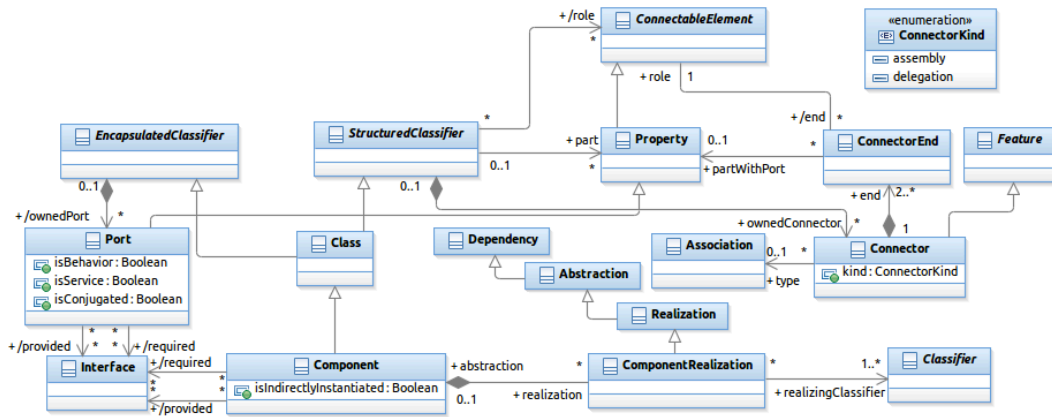 +/role
ConnectableElement
«enumeration»
<E> ConnectorKind
*
assembly
delegation
+ role
1
+/end
*
EncapsulatedClassifier
StructuredClassifier
*
+ part
Property
0..1
*
ConnectorEnd
Feature
0..1
0..1
*
+ partWithPort
0..1
+ end
2..*
+/ownedPort
*
+ ownedConnector
*
1
Port
Class
Dependency
Association
0..1
*
Connector
isBehavior : Boolean
isService : Boolean
isConjugated : Boolean
kind : ConnectorKind
Abstraction
+ type
Realization
* *
+/provided
* *
+/required
Interface
+/required
Component
+ abstraction
*
ComponentRealization
*
1..*
Classifier
* *
* *
isIndirectlyInstantiated : Boolean
0..1
+ realization
+ realizingClassifier
+/provided